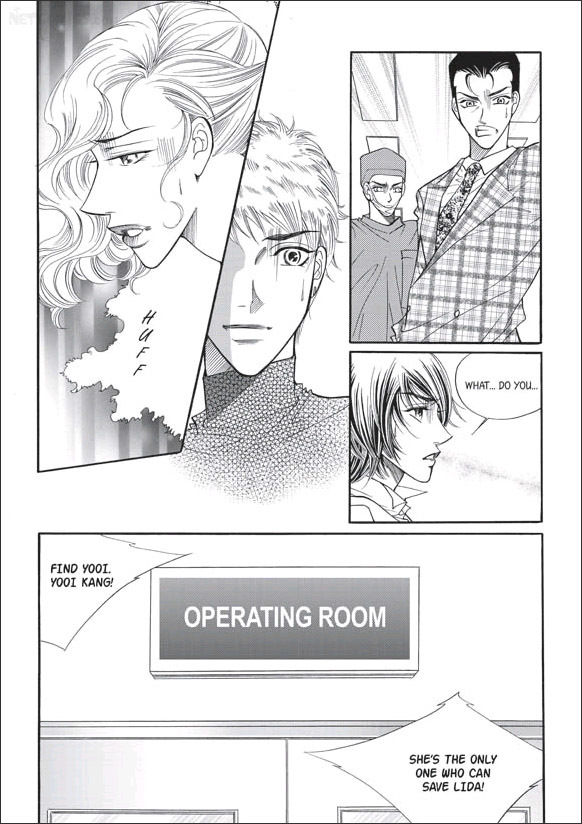 HUFF
WHAT... DO YOU...
FIND YOOI.
YOOI KANG!
OPERATING ROOM
SHE'S THE ONLY
ONE WHO CAN
SAVE LIDA!